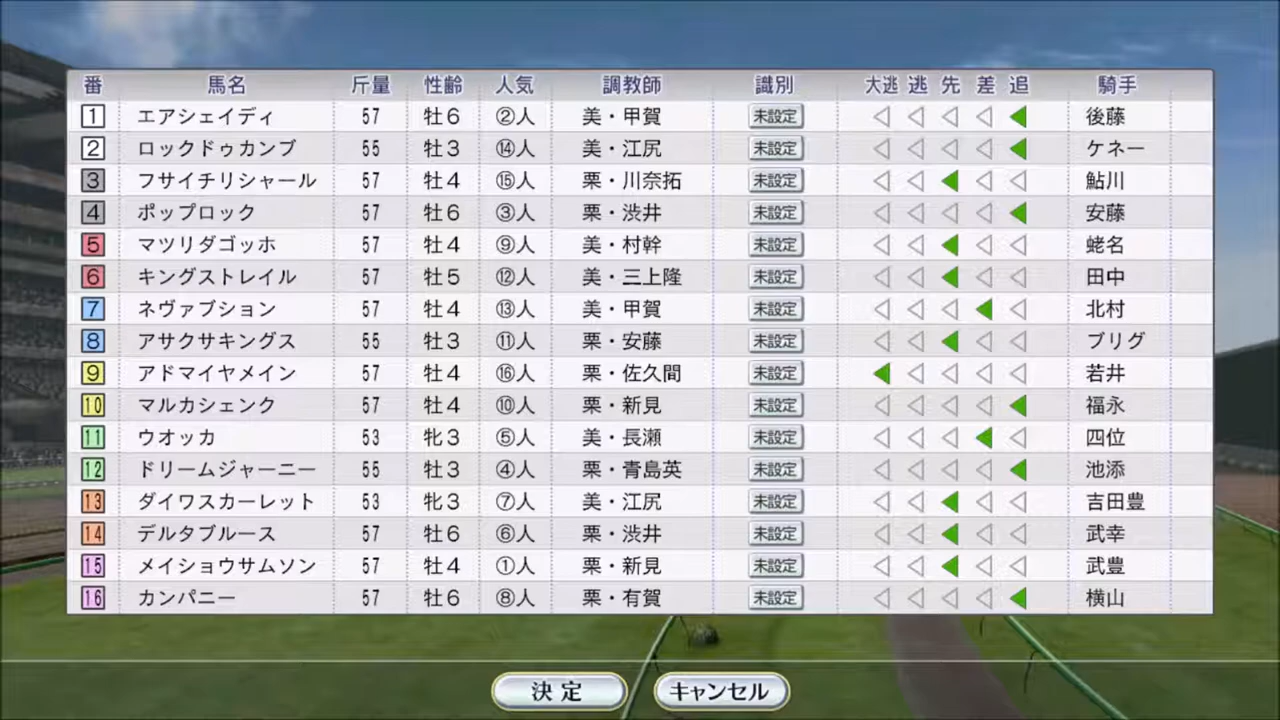 番 馬名 斤量 性齢 人気 調教師 識別 大逃 逃 先 差 追 騎手
1 エアシェイディ 57 牡6 ②人 美・甲賀 未設定 後藤
2 ロックドゥカンブ 55 牡3 ⑭人 美・江尻 未設定 ケネー
3 フサイチリシャール 57 牡4 ⑮人 栗・川奈拓 未設定 鮎川
4 ポップロック 57 牡6 ③人 栗・渋井 未設定 安藤
5 マツリダゴッホ 57 牡4 ⑨人 美・村幹 未設定 蛯名
6 キングストレイル 57 牡5 ⑫人 美・三上隆 未設定 田中
7 ネヴァブション 57 牡4 ⑬人 美・甲賀 未設定 北村
8 アサクサキングス 55 牡3 ⑪人 栗・安藤 未設定 ブリグ
9 アドマイヤメイン 57 牡4 ⑯人 栗・佐久間 未設定 若井
10 マルカシェンク 57 牡4 ⑩人 栗・新見 未設定 福永
11 ウオッカ 53 牝3 ⑤人 美・長瀬 未設定 四位
12 ドリームジャーニー 55 牡3 ④人 栗・青島英 未設定 池添
13 ダイワスカーレット 53 牝3 ⑦人 美・江尻 未設定 吉田豊
14 デルタブルース 57 牡6 ⑥人 栗・渋井 未設定 武幸
15 メイショウサムソン 57 牡4 ①人 栗・新見 未設定 武豊
16 カンパニー 57 牡6 ⑧人 栗・有賀 未設定 横山
決定 キャンセル